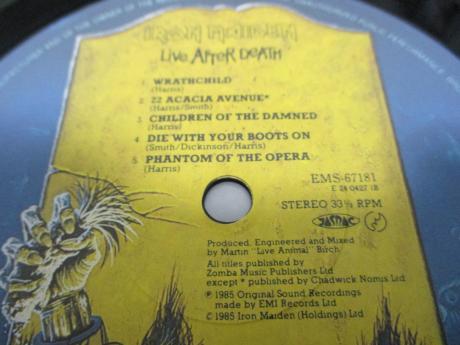 IRON MAIDEN
LIVE AFTER DEATH
1. WRATHCHILD
(Harris)
2. 22 ACACIA AVENUE*
(Harris/Smith)
3. CHILDREN OF THE DAMNED
(Harris)
4. DIE WITH YOUR BOOTS ON
(Smith/Dickinson/Harris)
5. PHANTOM OF THE OPERA
(Harris)
EMS-67181
STEREO 33⅓ RPM
JASRAC
Produced, Engineered and Mixed
by Martin "Live Animal" Birch
All titles published by
Zomba Music Publishers Ltd
except * published by Chadwick Nomis Ltd
℗ 1985 Original Sound Recordings
made by EMI Records Ltd
© 1985 Iron Maiden (Holdings) Ltd